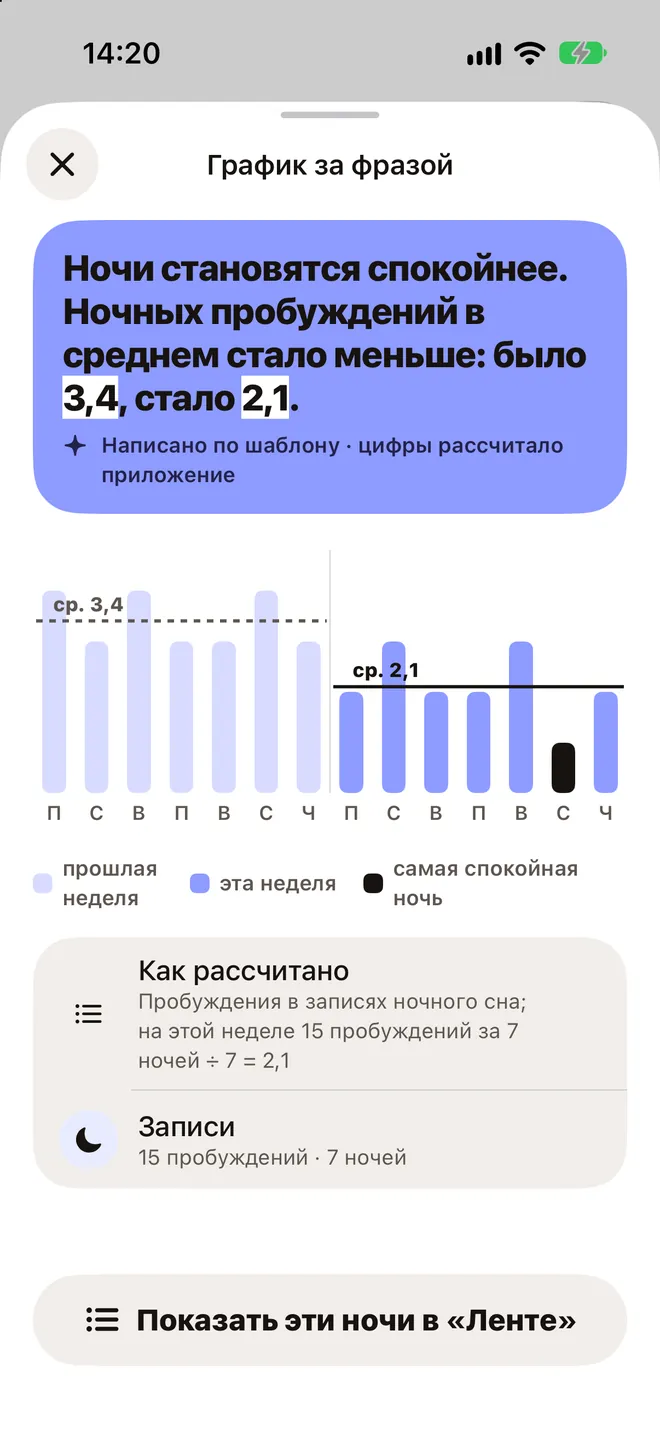 14:20
График за фразой
Ночи становятся спокойнее.
Ночных пробуждений в
среднем стало меньше: было
3,4, стало 2,1.
Написано по шаблону · цифры рассчитало
приложение
ср. 3,4
ср. 2,1
П С В П В С Ч П С В П В С Ч
прошлая
неделя
эта неделя
самая спокойная
ночь
Как рассчитано
Пробуждения в записях ночного сна;
на этой неделе 15 пробуждений за 7
ночей ÷ 7 = 2,1
Записи
15 пробуждений · 7 ночей
Показать эти ночи в «Ленте»